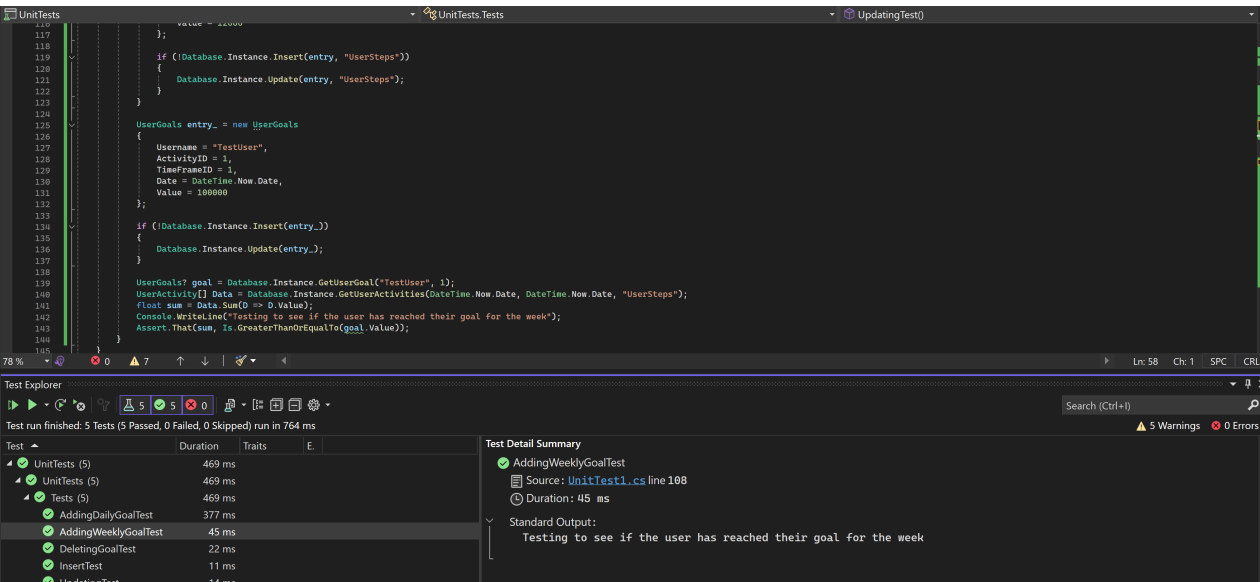 UnitTests UnitTests.Tests UpdatingTest()
116 Value = 12000
117 };
118
119 if (!Database.Instance.Insert(entry, "UserSteps"))
120 {
121 Database.Instance.Update(entry, "UserSteps");
122 }
123 }
124
125 UserGoals entry_ = new UserGoals
126 {
127 Username = "TestUser",
128 ActivityID = 1,
129 TimeFrameID = 1,
130 Date = DateTime.Now.Date,
131 Value = 100000
132 };
133
134 if (!Database.Instance.Insert(entry_))
135 {
136 Database.Instance.Update(entry_);
137 }
138
139 UserGoals? goal = Database.Instance.GetUserGoal("TestUser", 1);
140 UserActivity[] Data = Database.Instance.GetUserActivities(DateTime.Now.Date, DateTime.Now.Date, "UserSteps");
141 float sum = Data.Sum(D => D.Value);
142 Console.WriteLine("Testing to see if the user has reached their goal for the week");
143 Assert.That(sum, Is.GreaterThanOrEqualTo(goal.Value));
144 }
145 }
78 % 0 7 Ln: 58 Ch: 1 SPC CRL
Test Explorer
5 5 0 Search (Ctrl+I)
Test run finished: 5 Tests (5 Passed, 0 Failed, 0 Skipped) run in 764 ms 5 Warnings 0 Errors
Test Duration Traits E.
UnitTests (5) 469 ms
UnitTests (5) 469 ms
Tests (5) 469 ms
AddingDailyGoalTest 377 ms
AddingWeeklyGoalTest 45 ms
DeletingGoalTest 22 ms
InsertTest 11 ms
UpdatingTest 14 ms
Test Detail Summary
AddingWeeklyGoalTest
Source: UnitTest1.cs line 108
Duration: 45 ms
Standard Output:
Testing to see if the user has reached their goal for the week